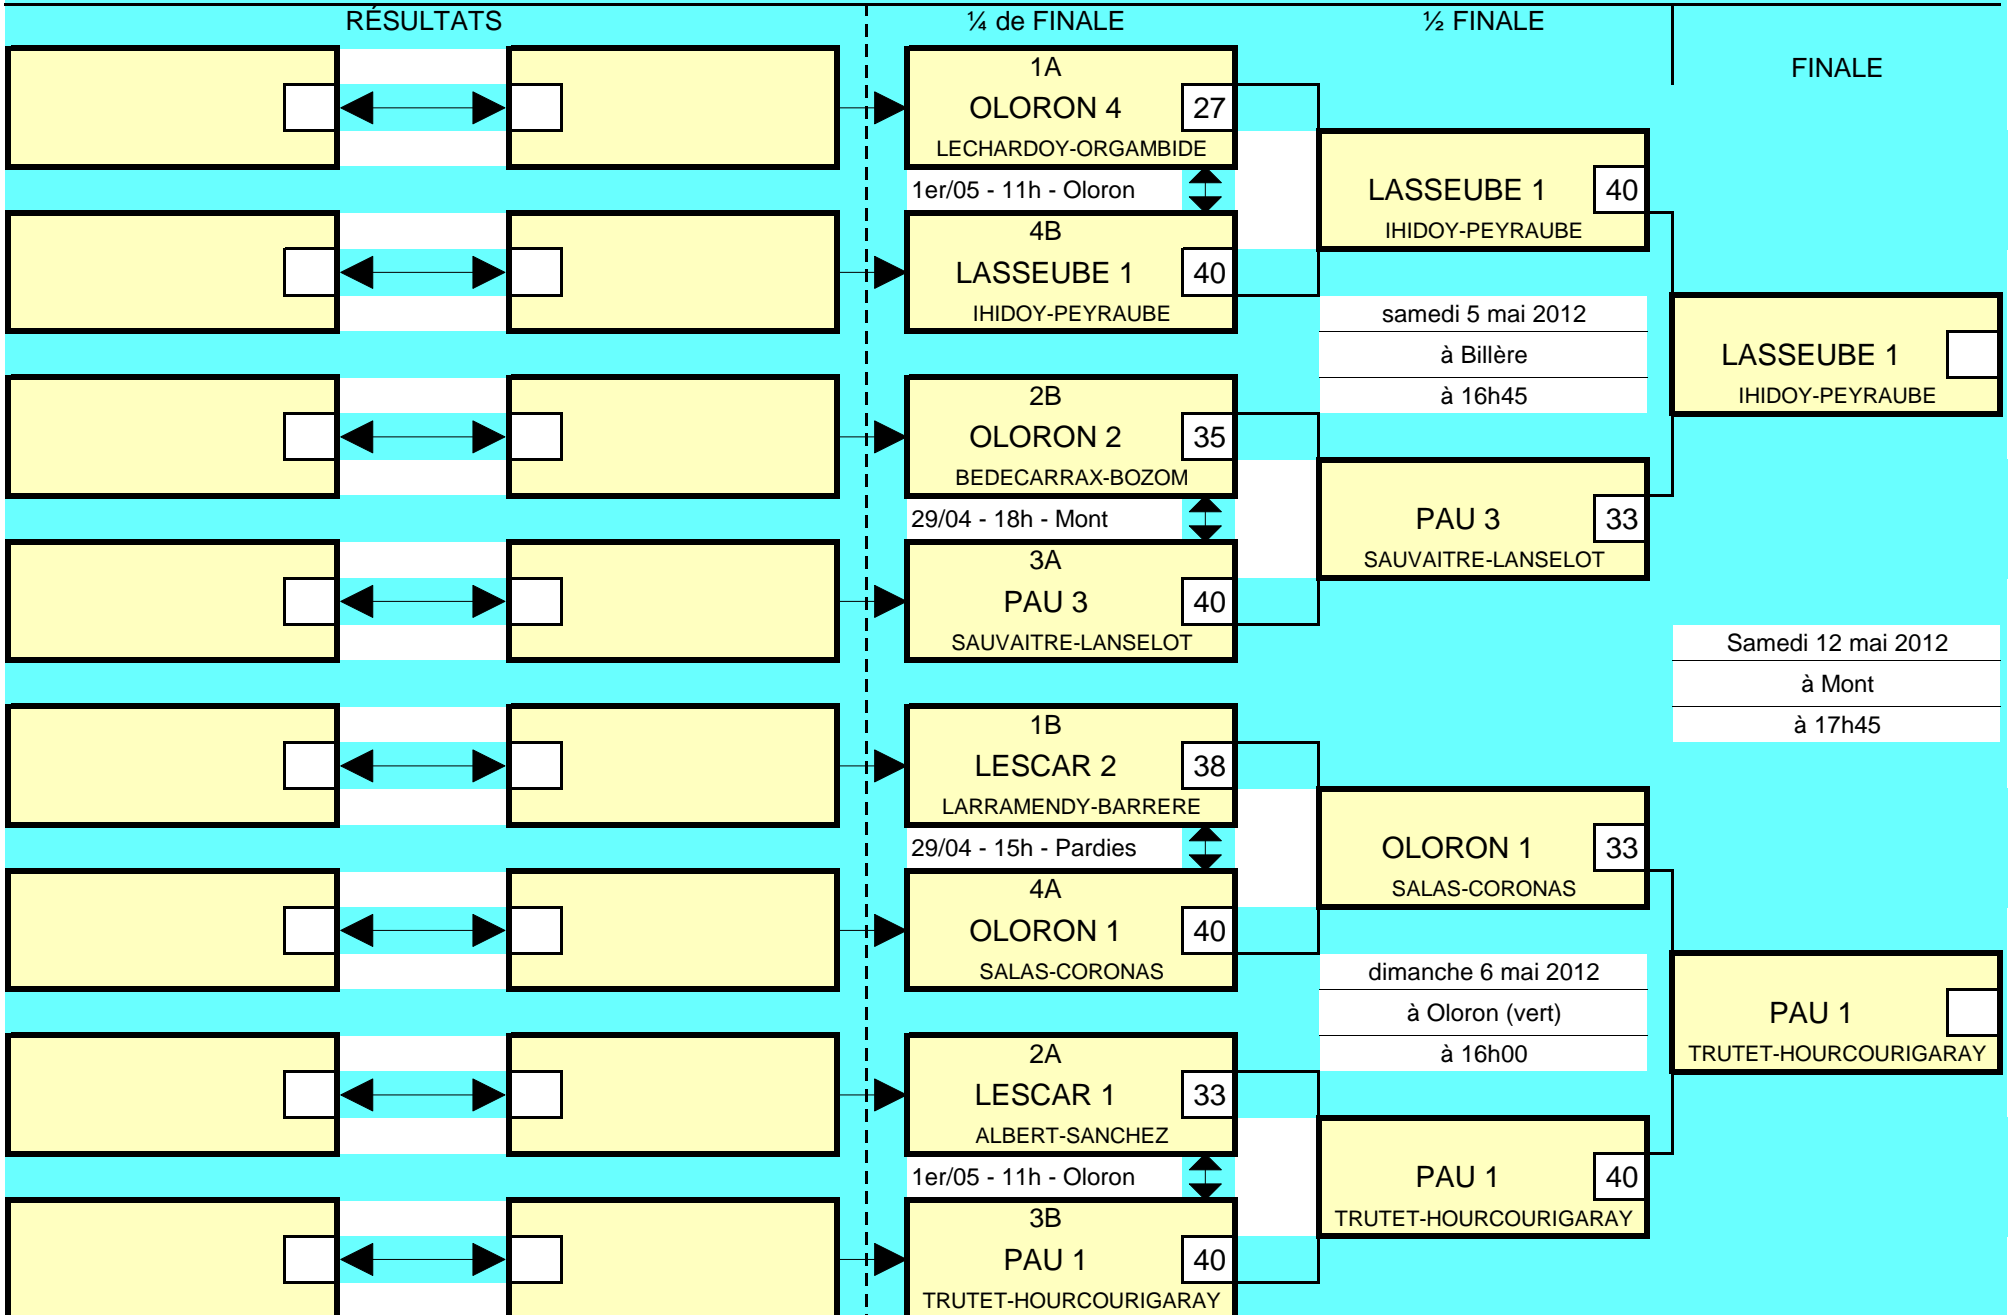 RÉSULTATS
¼ de FINALE
½ FINALE
FINALE
1A
OLORON 4
27
LECHARDOY-ORGAMBIDE
1er/05 - 11h - Oloron
4B
LASSEUBE 1
40
IHIDOY-PEYRAUBE
2B
OLORON 2
35
BEDECARRAX-BOZOM
29/04 - 18h - Mont
3A
PAU 3
40
SAUVAITRE-LANSELOT
1B
LESCAR 2
38
LARRAMENDY-BARRERE
29/04 - 15h - Pardies
4A
OLORON 1
40
SALAS-CORONAS
2A
LESCAR 1
33
ALBERT-SANCHEZ
1er/05 - 11h - Oloron
3B
PAU 1
40
TRUTET-HOURCOURIGARAY
LASSEUBE 1
40
IHIDOY-PEYRAUBE
samedi 5 mai 2012
à Billère
à 16h45
PAU 3
33
SAUVAITRE-LANSELOT
OLORON 1
33
SALAS-CORONAS
dimanche 6 mai 2012
à Oloron (vert)
à 16h00
PAU 1
40
TRUTET-HOURCOURIGARAY
LASSEUBE 1
IHIDOY-PEYRAUBE
Samedi 12 mai 2012
à Mont
à 17h45
PAU 1
TRUTET-HOURCOURIGARAY